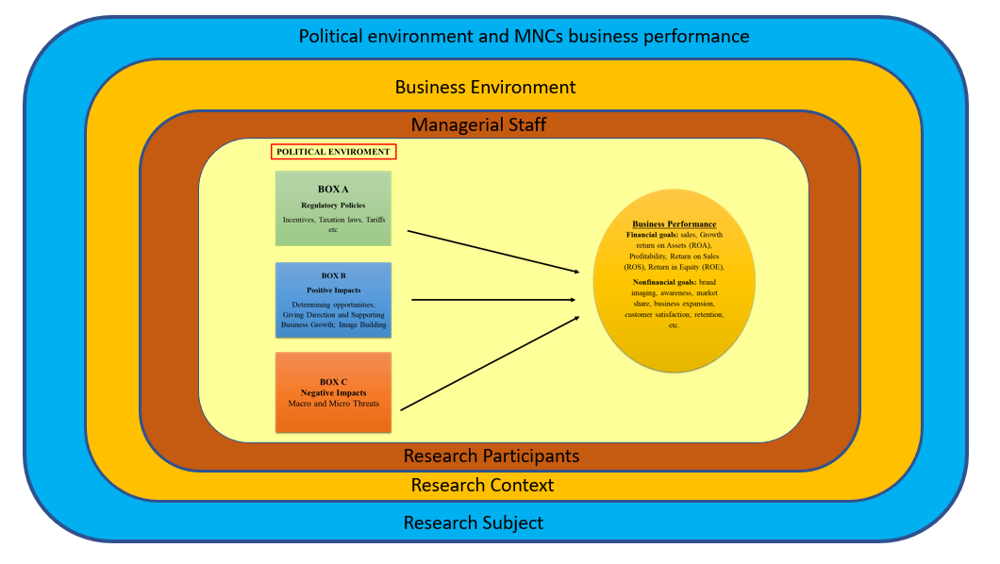 Political environment and MNCs business performance
Business Environment
Managerial Staff
POLITICAL ENVIROMENT
BOX A
Regulatory Policies
Incentives, Taxation laws, Tariffs
etc
BOX B
Positive Impacts
Determining opportunities;
Giving Direction and Supporting
Business Growth; Image Building
BOX C
Negative Impacts
Macro and Micro Threats
Business Performance
Financial goals: sales, Growth
return on Assets (ROA),
Profitability, Return on Sales
(ROS), Return in Equity (ROE),
Nonfinancial goals: brand
imaging, awareness, market
share, business expansion,
customer satisfaction, retention,
etc.
Research Participants
Research Context
Research Subject